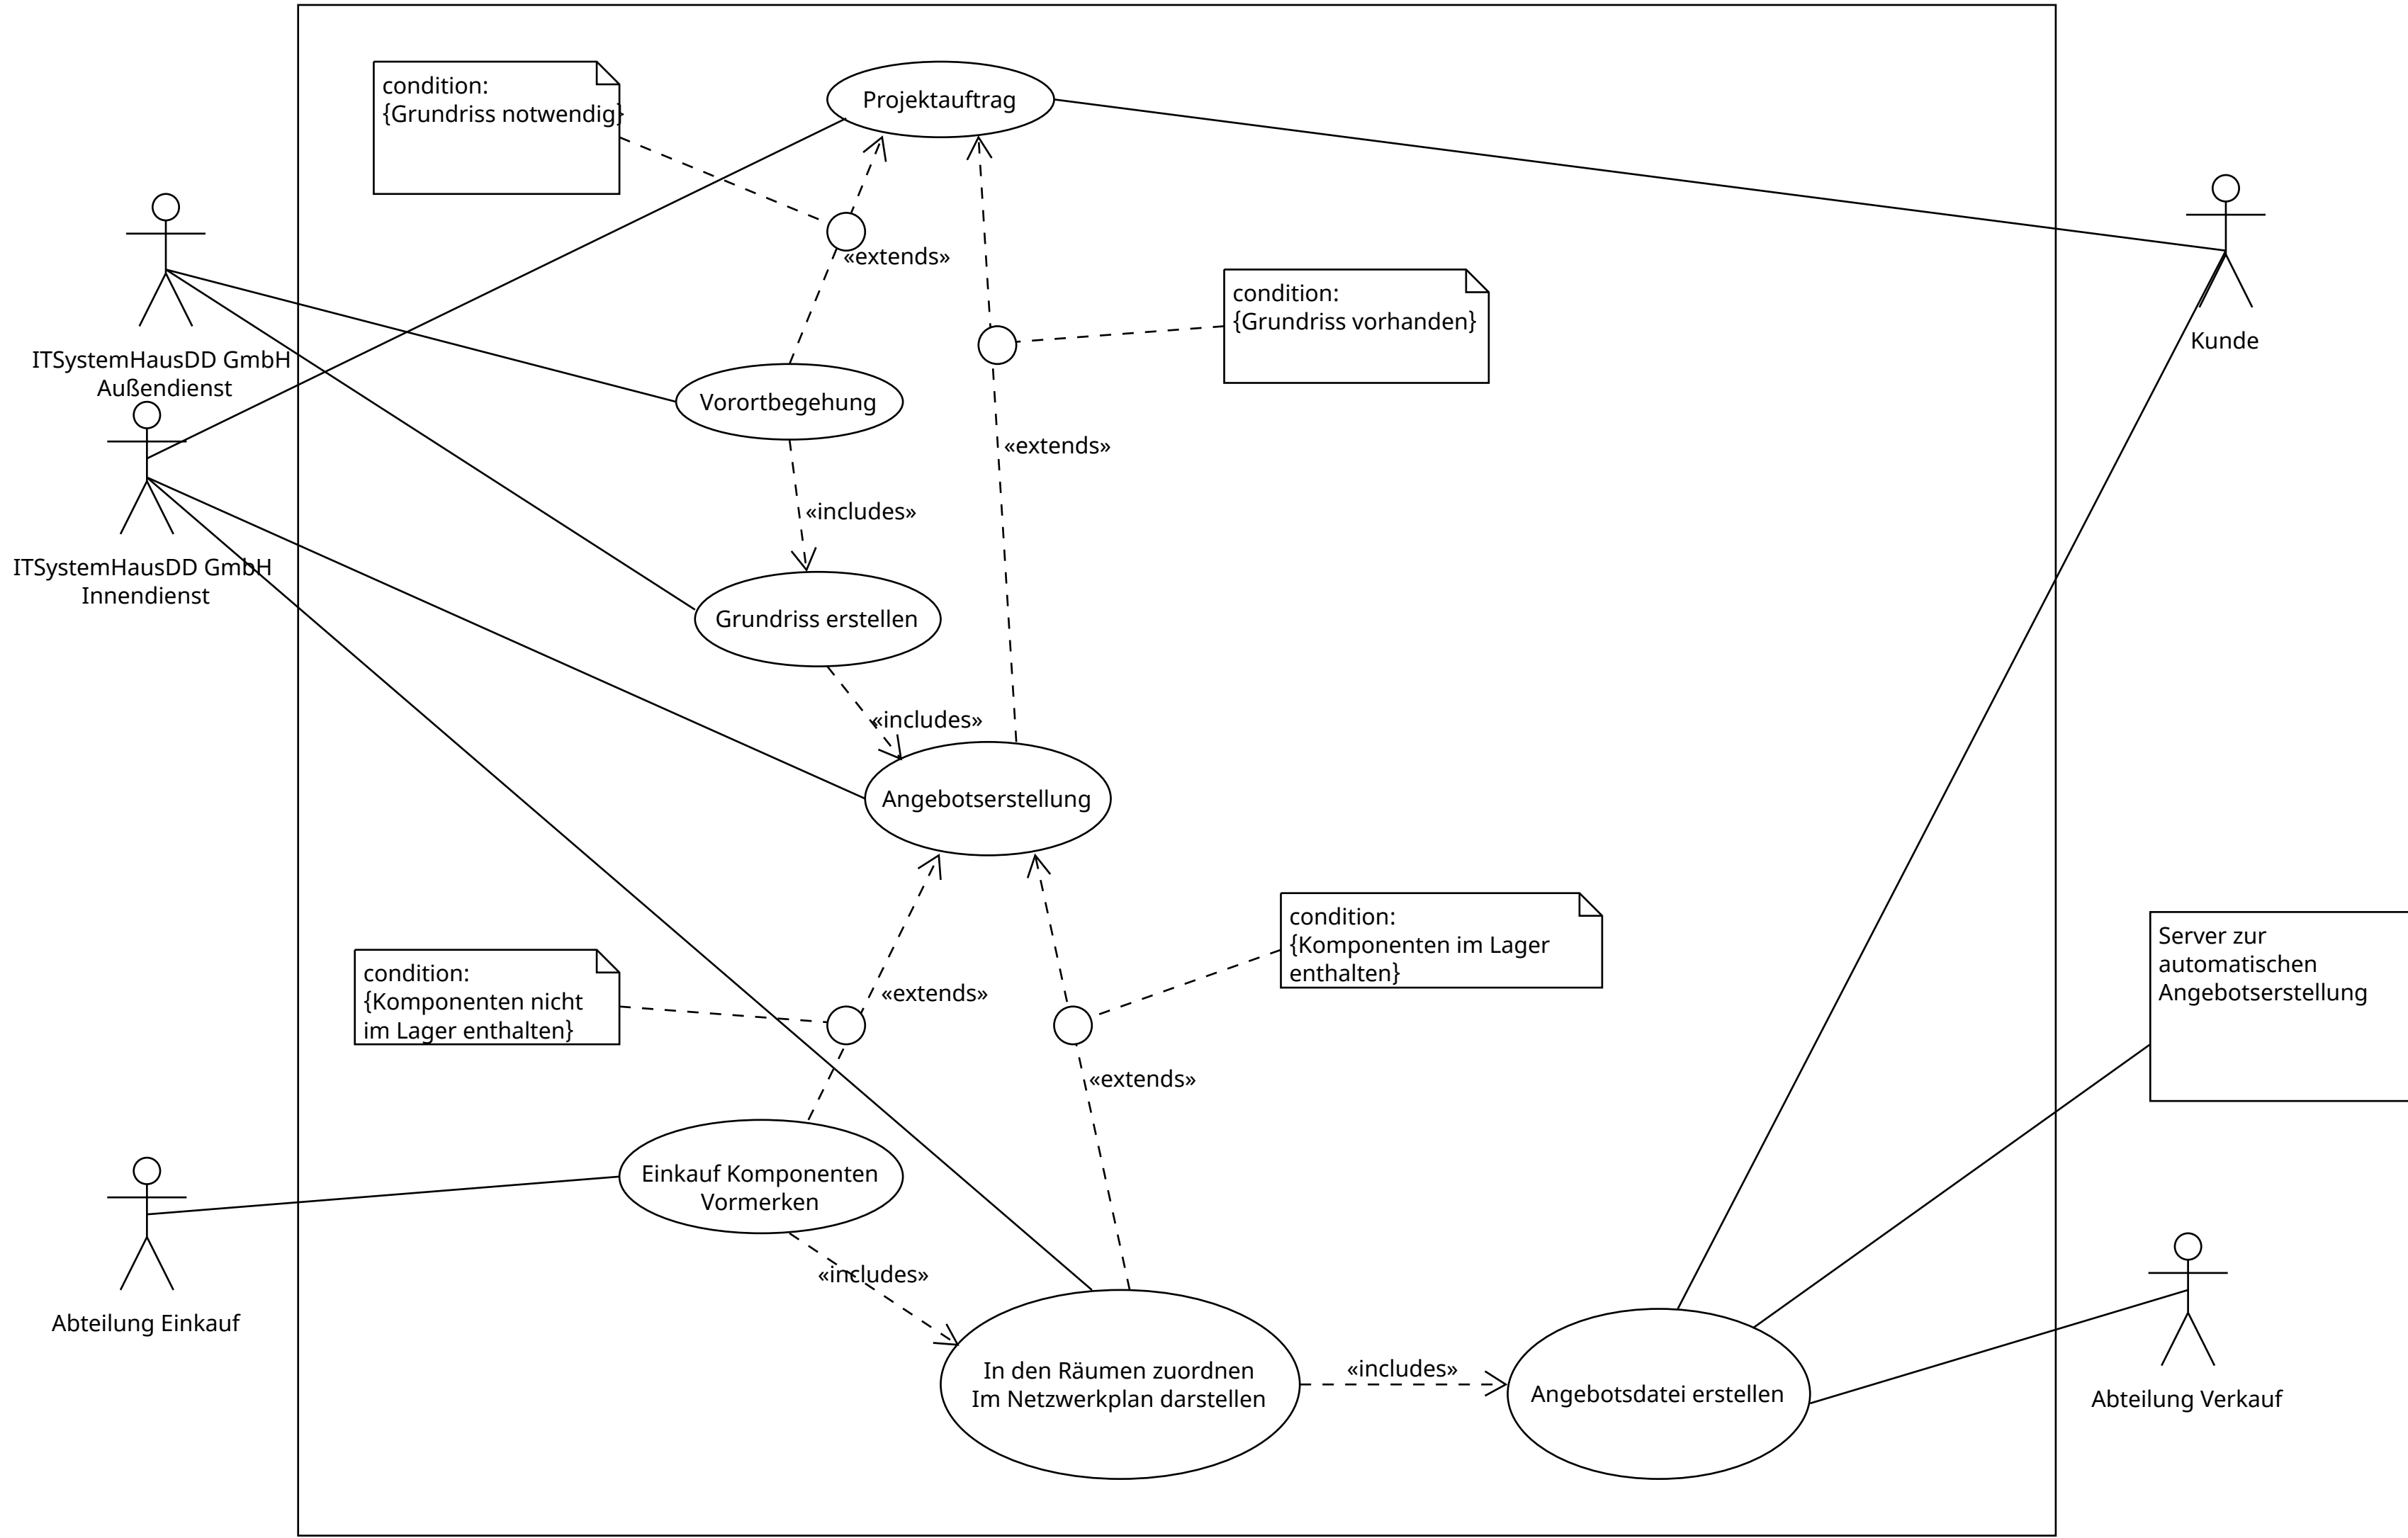 condition:
{Grundriss notwendig}
Projektauftrag
«extends»
condition:
{Grundriss vorhanden}
Kunde
ITSystemHausDD GmbH
Außendienst
Vorortbegehung
«extends»
«includes»
ITSystemHausDD GmbH
Innendienst
Grundriss erstellen
«includes»
Angebotserstellung
condition:
{Komponenten im Lager
enthalten}
Server zur
automatischen
Angebotserstellung
condition:
{Komponenten nicht
im Lager enthalten}
«extends»
«extends»
Einkauf Komponenten
Vormerken
«includes»
Abteilung Einkauf
In den Räumen zuordnen
Im Netzwerkplan darstellen
«includes»
Angebotsdatei erstellen
Abteilung Verkauf